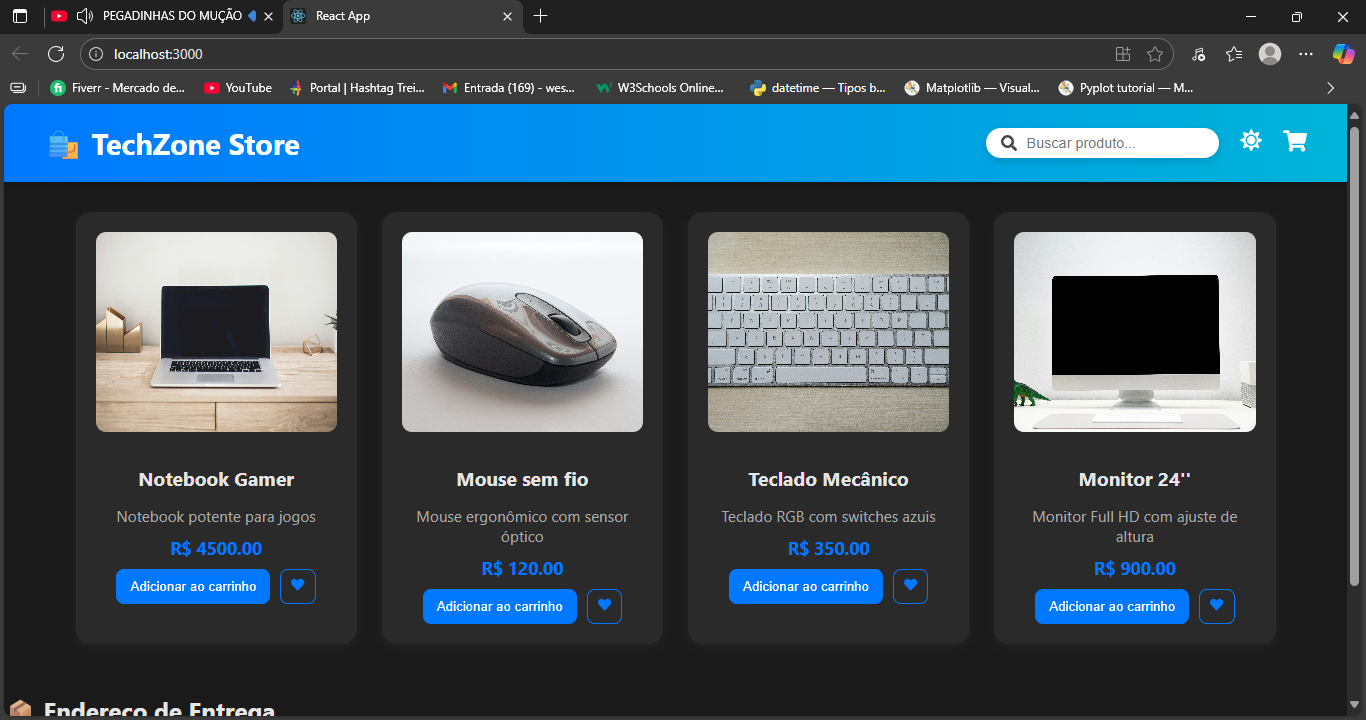 PEGADINHAS DO MUÇÃO
React App
localhost:3000
Fiverr - Mercado de...
YouTube
Portal | Hashtag Trei...
Entrada (169) - wes...
W3Schools Online...
datetime — Tipos b...
Matplotlib — Visual...
Pyplot tutorial — M...
TechZone Store
Buscar produto...
Notebook Gamer
Notebook potente para jogos
R$ 4500.00
Adicionar ao carrinho
Mouse sem fio
Mouse ergonômico com sensor
óptico
R$ 120.00
Adicionar ao carrinho
Teclado Mecânico
Teclado RGB com switches azuis
R$ 350.00
Adicionar ao carrinho
Monitor 24''
Monitor Full HD com ajuste de
altura
R$ 900.00
Adicionar ao carrinho
Endereço de Entrega